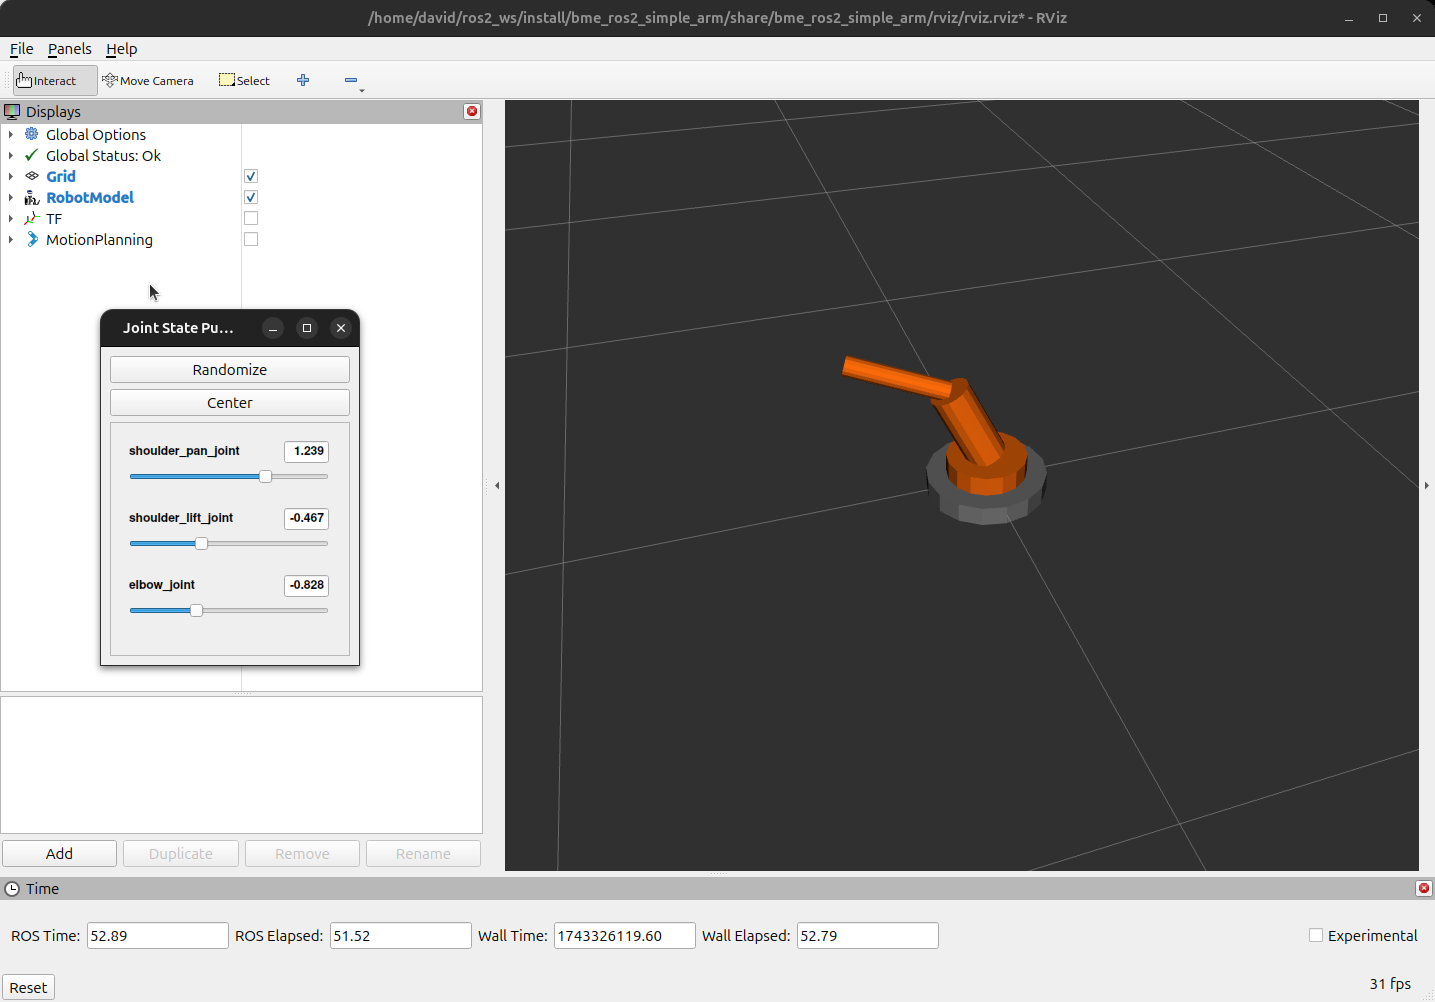 /home/david/ros2_ws/install/bme_ros2_simple_arm/share/bme_ros2_simple_arm/rviz/rviz.rviz* - RViz
File Panels Help
Interact Move Camera Select
Displays
Global Options
Global Status: Ok
Grid
RobotModel
TF
MotionPlanning
Joint State Pu...
Randomize
Center
shoulder_pan_joint 1.239
shoulder_lift_joint -0.467
elbow_joint -0.828
Add Duplicate Remove Rename
Time
ROS Time: 52.89 ROS Elapsed: 51.52 Wall Time: 1743326119.60 Wall Elapsed: 52.79 Experimental
Reset 31 fps